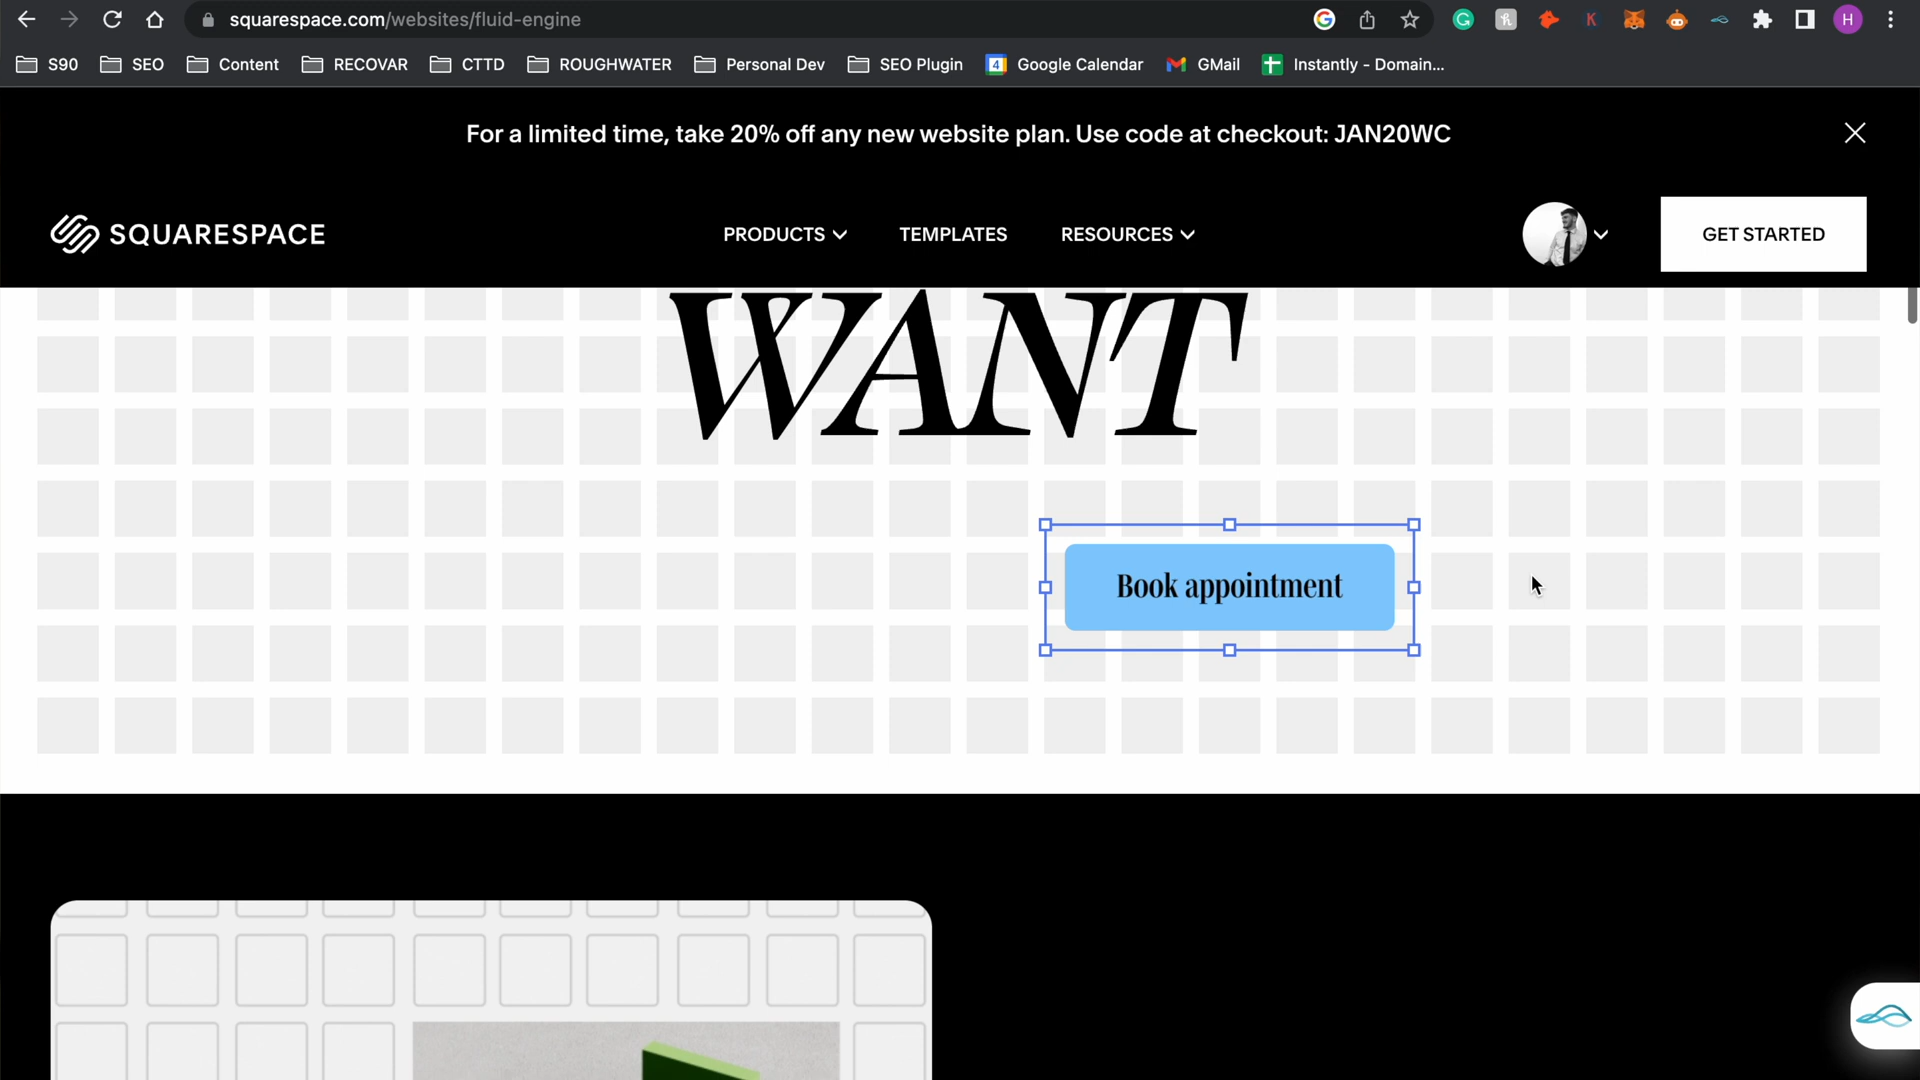 squarespace.com/websites/fluid-engine
S90 SEO Content RECOVAR CTTD ROUGHWATER Personal Dev SEO Plugin 4 Google Calendar GMail Instantly - Domain...
For a limited time, take 20% off any new website plan. Use code at checkout: JAN20WC
SQUARESPACE PRODUCTS TEMPLATES RESOURCES GET STARTED
WANT
Book appointment